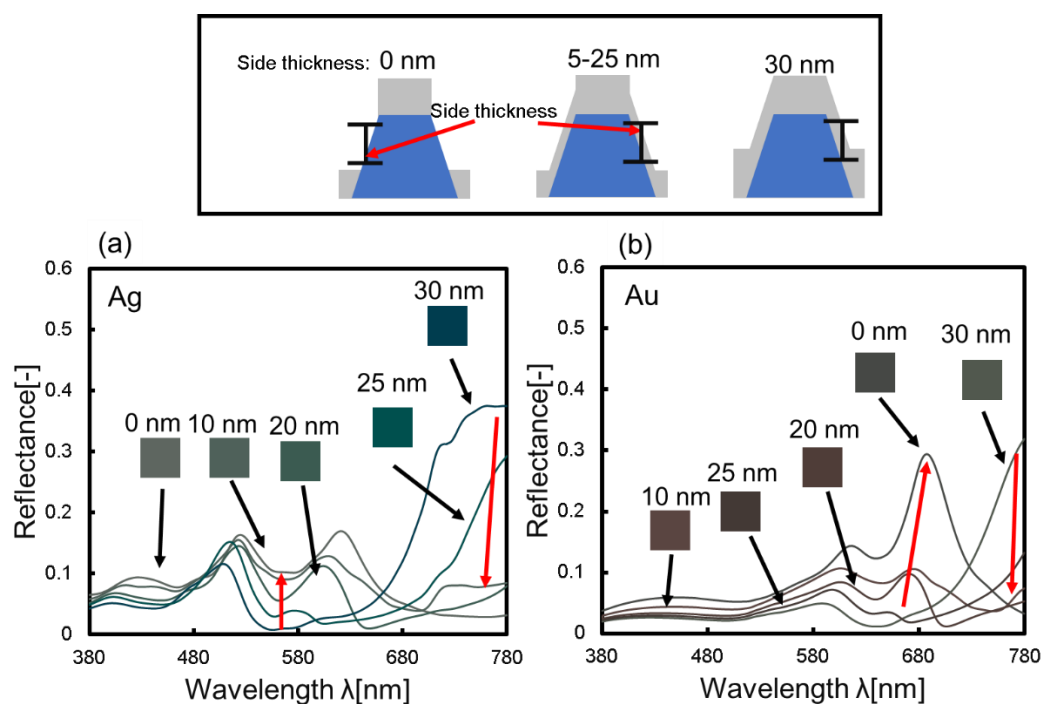 Side thickness: 0 nm 5-25 nm 30 nm
Side thickness
(a)
Ag
Reflectance[-]
0.6
0.5
0.4
0.3
0.2
0.1
0
30 nm
25 nm
0 nm 10 nm 20 nm
380 480 580 680 780
Wavelength λ[nm]
(b)
Au
Reflectance[-]
0.6
0.5
0.4
0.3
0.2
0.1
0
0 nm 30 nm
20 nm
25 nm
10 nm
380 480 580 680 780
Wavelength λ[nm]